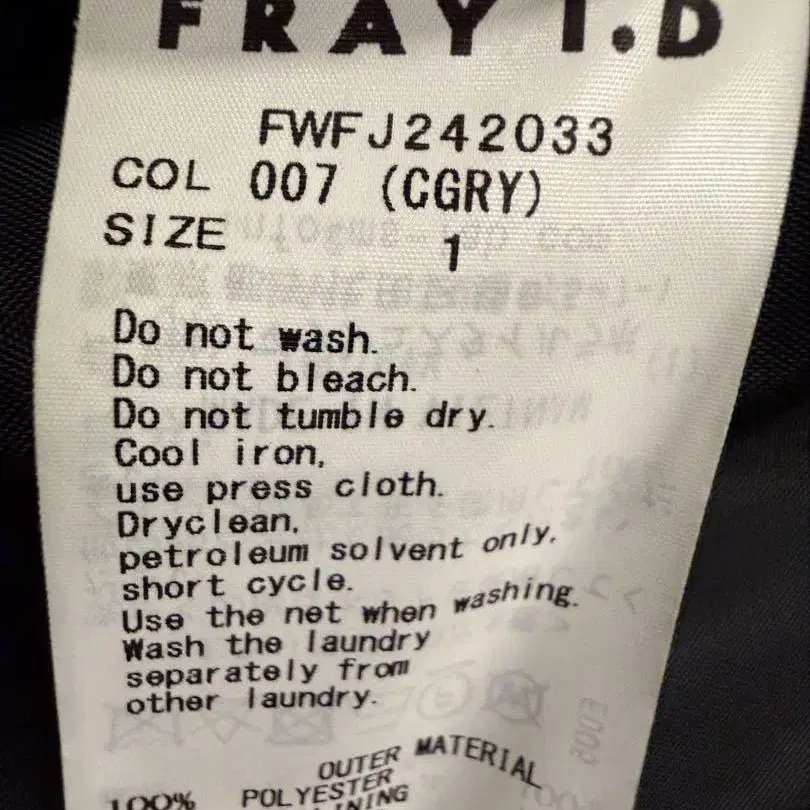 FRAY I.D
FWFJ242033
COL 007 (CGRY)
SIZE 1
Do not wash.
Do not bleach.
Do not tumble dry.
Cool iron,
use press cloth.
Dryclean,
petroleum solvent only,
short cycle.
Use the net when washing.
Wash the laundry
separately from
other laundry.
OUTER MATERIAL
100% POLYESTER